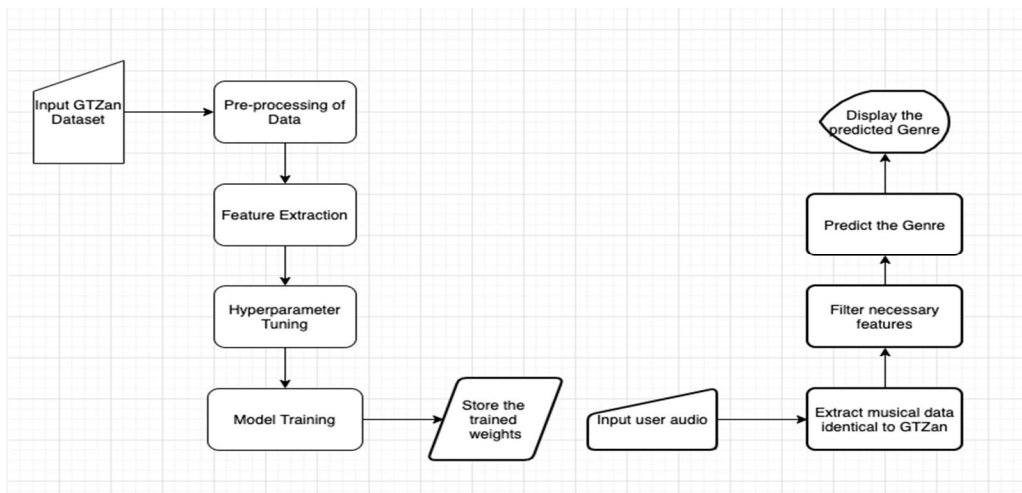 Input GTZan
Dataset
Pre-processing of
Data
Feature Extraction
Hyperparameter
Tuning
Model Training
Store the
trained
weights
Input user audio
Extract musical data
identical to GTZan
Filter necessary
features
Predict the Genre
Display the
predicted Genre